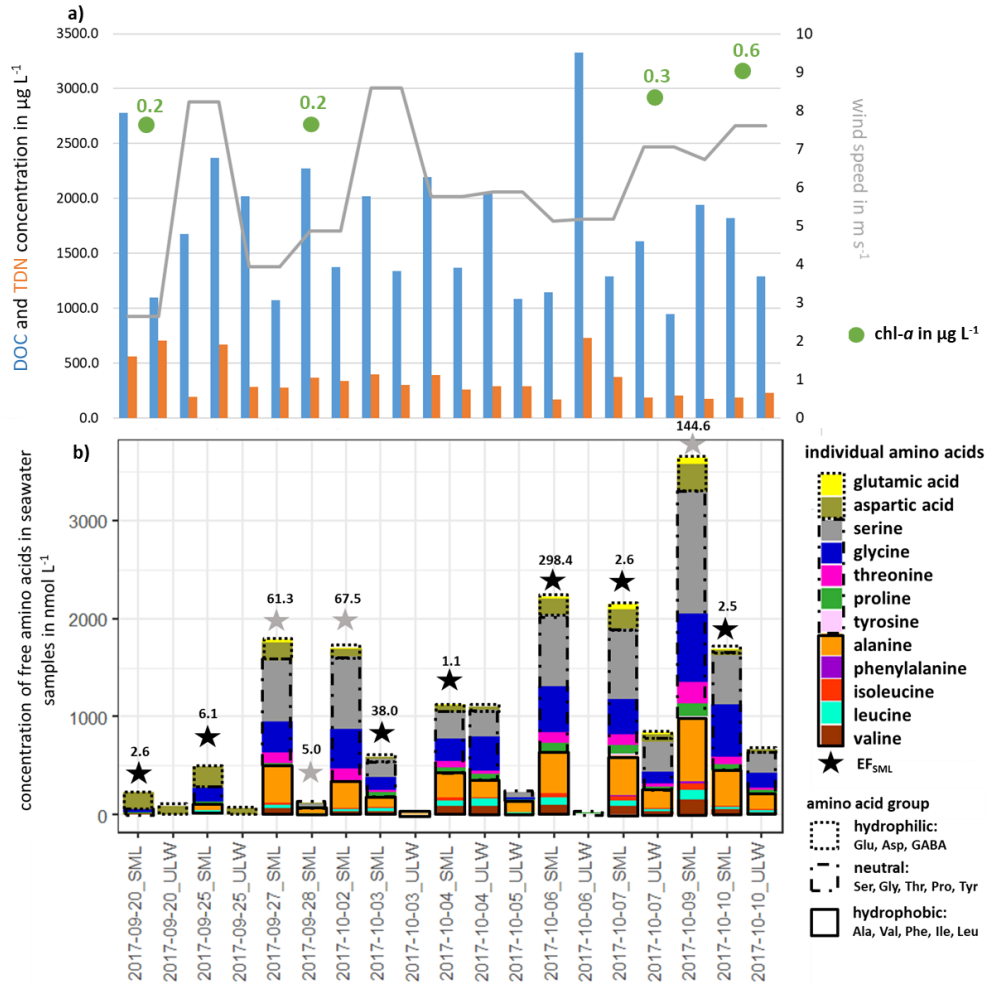 a)
DOC and TDN concentration in µg L-1
3500.0
3000.0
2500.0
2000.0
1500.0
1000.0
500.0
0.0
0.2
0.2
0.3
0.6
10
9
8
7
6
5
4
3
2
1
0
wind speed in m s-1
chl-a in µg L-1
b)
concentration of free amino acids in seawater
samples in nmol L-1
3000
2000
1000
0
2.6
6.1
61.3
5.0
67.5
38.0
1.1
298.4
2.6
144.6
2.5
2017-09-20_SML
2017-09-20_ULW
2017-09-25_SML
2017-09-25_ULW
2017-09-27_SML
2017-09-28_SML
2017-10-02_SML
2017-10-03_SML
2017-10-03_ULW
2017-10-04_SML
2017-10-04_ULW
2017-10-05_ULW
2017-10-06_SML
2017-10-06_ULW
2017-10-07_SML
2017-10-07_ULW
2017-10-09_SML
2017-10-10_SML
2017-10-10_ULW
individual amino acids
glutamic acid
aspartic acid
serine
glycine
threonine
proline
tyrosine
alanine
phenylalanine
isoleucine
leucine
valine
EFSML
amino acid group
hydrophilic:
Glu, Asp, GABA
neutral:
Ser, Gly, Thr, Pro, Tyr
hydrophobic:
Ala, Val, Phe, Ile, Leu